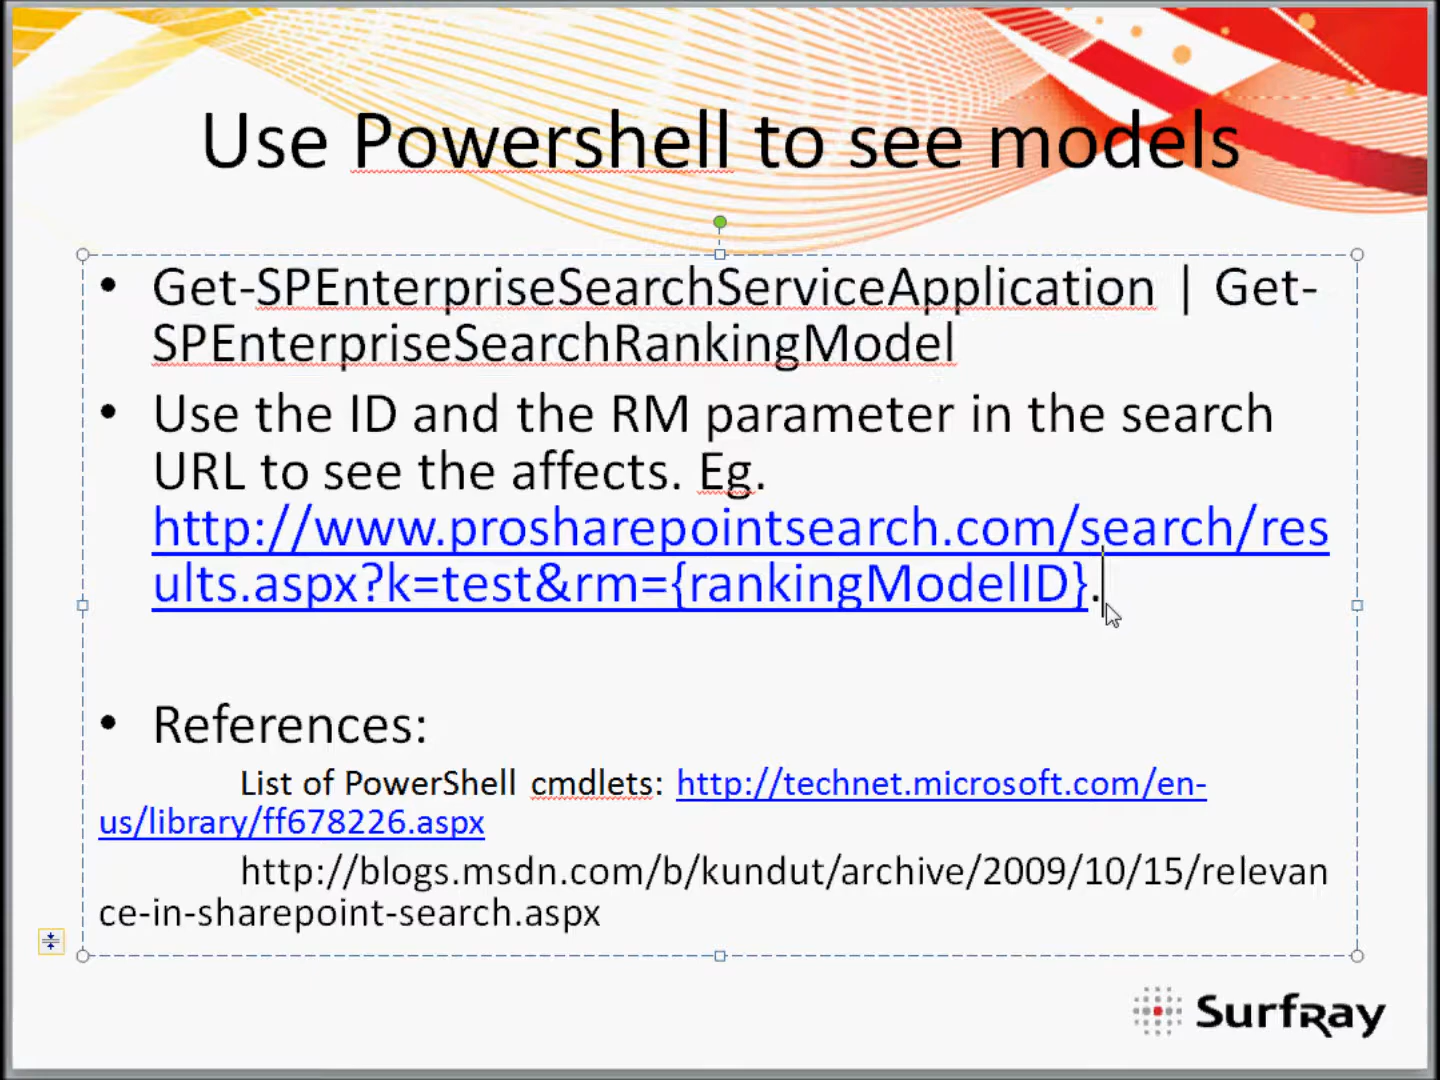 Use Powershell to see models
• Get-SPEnterpriseSearchServiceApplication | Get-
SPEnterpriseSearchRankingModel
• Use the ID and the RM parameter in the search
URL to see the affects. Eg.
http://www.prosharepointsearch.com/search/res
ults.aspx?k=test&rm={rankingModelID}.
• References:
List of PowerShell cmdlets: http://technet.microsoft.com/en-
us/library/ff678226.aspx
http://blogs.msdn.com/b/kundut/archive/2009/10/15/relevan
ce-in-sharepoint-search.aspx
SurfRay